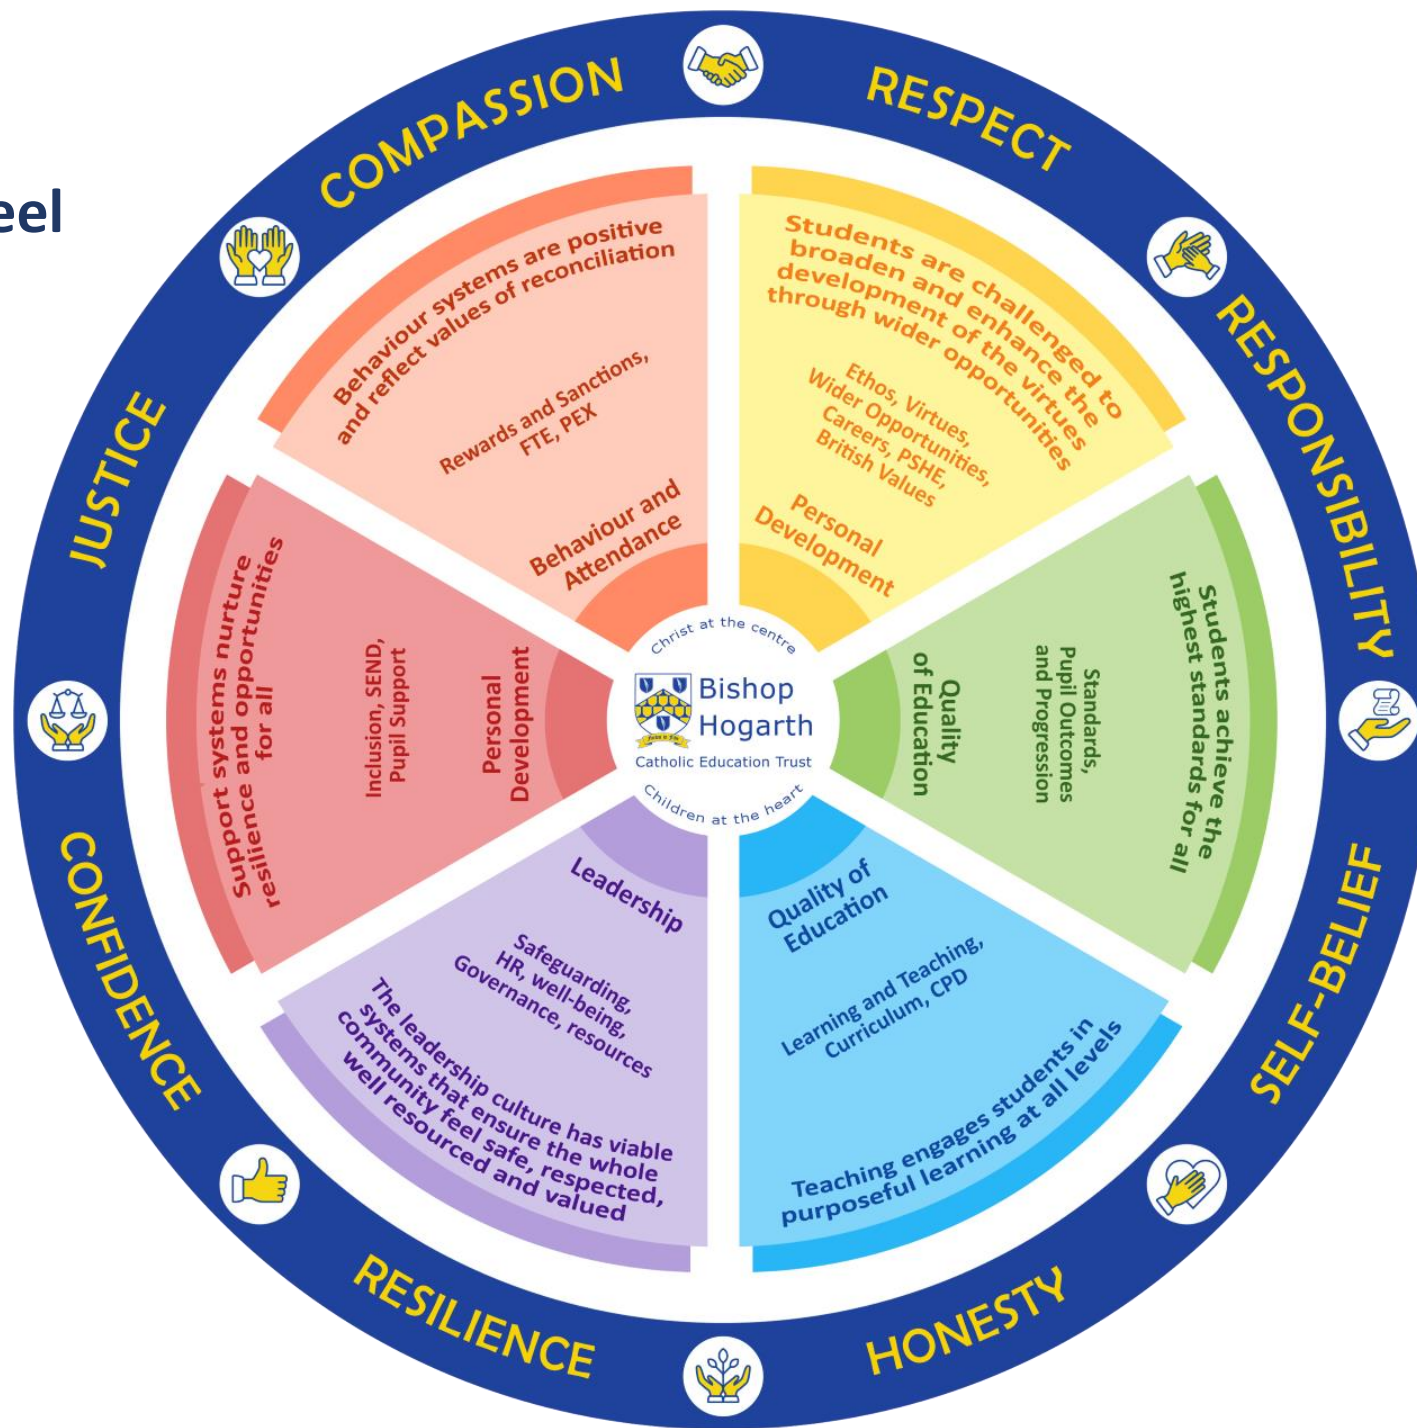 eel
COMPASSION
RESPECT
RESPONSIBILITY
SELF-BELIEF
HONESTY
RESILIENCE
CONFIDENCE
JUSTICE
Behaviour systems are positive
and reflect values of reconciliation
Rewards and Sanctions,
FTE, PEX
Behaviour and
Attendance
Students are challenged to
broaden and enhance the
development of the virtues
through wider opportunities
Ethos, Virtues,
Wider Opportunities,
Careers, PSHE,
British Values
Personal
Development
Students achieve the
highest standards for all
Standards,
Pupil Outcomes
and Progression
Quality
of Education
Quality of
Education
Learning and Teaching,
Curriculum, CPD
Teaching engages students in
purposeful learning at all levels
Leadership
Safeguarding,
HR, well-being,
Governance, resources
The leadership culture has viable
systems that ensure the whole
community feel safe, respected,
well resourced and valued
Support systems nurture
resilience and opportunities
for all
Inclusion, SEND,
Pupil Support
Personal
Development
Christ at the centre
Bishop
Hogarth
Catholic Education Trust
Children at the heart